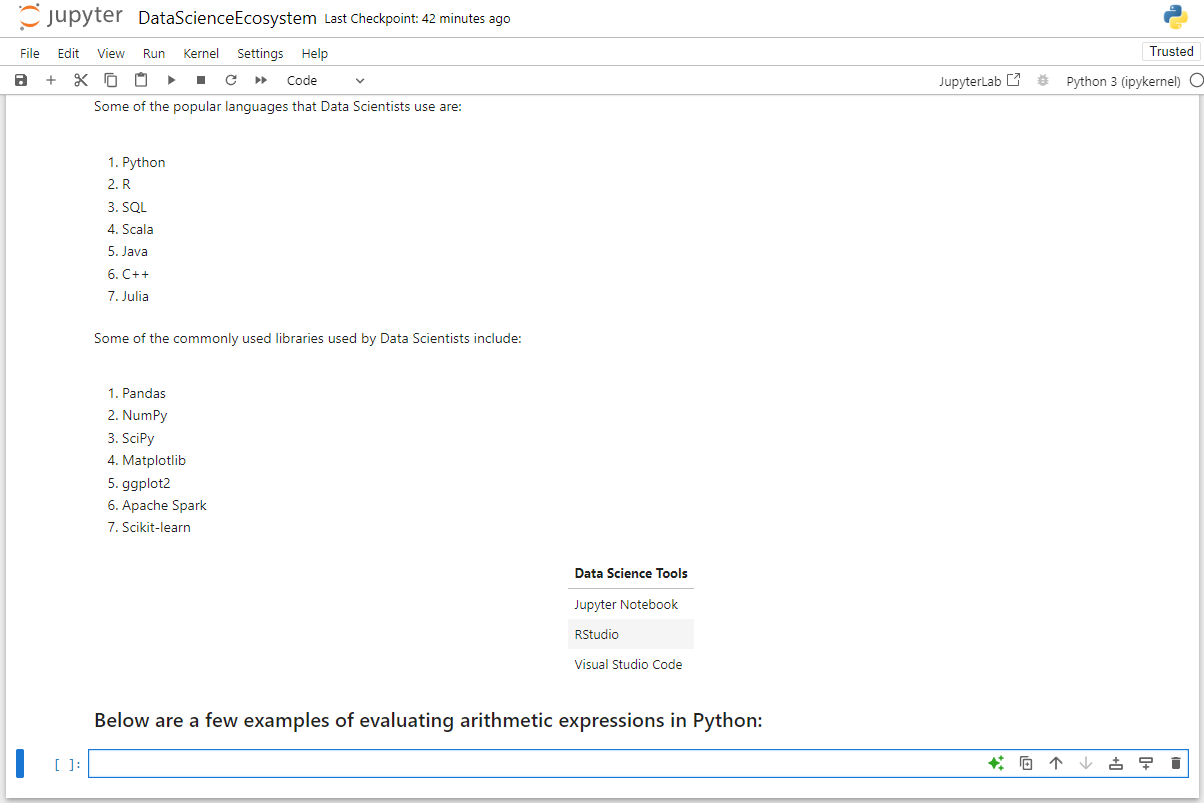 jupyter DataScienceEcosystem Last Checkpoint: 42 minutes ago
File Edit View Run Kernel Settings Help Trusted
Code JupyterLab Python 3 (ipykernel)
Some of the popular languages that Data Scientists use are:
1. Python
2. R
3. SQL
4. Scala
5. Java
6. C++
7. Julia
Some of the commonly used libraries used by Data Scientists include:
1. Pandas
2. NumPy
3. SciPy
4. Matplotlib
5. ggplot2
6. Apache Spark
7. Scikit-learn
Data Science Tools
Jupyter Notebook
RStudio
Visual Studio Code
Below are a few examples of evaluating arithmetic expressions in Python:
[ ]: